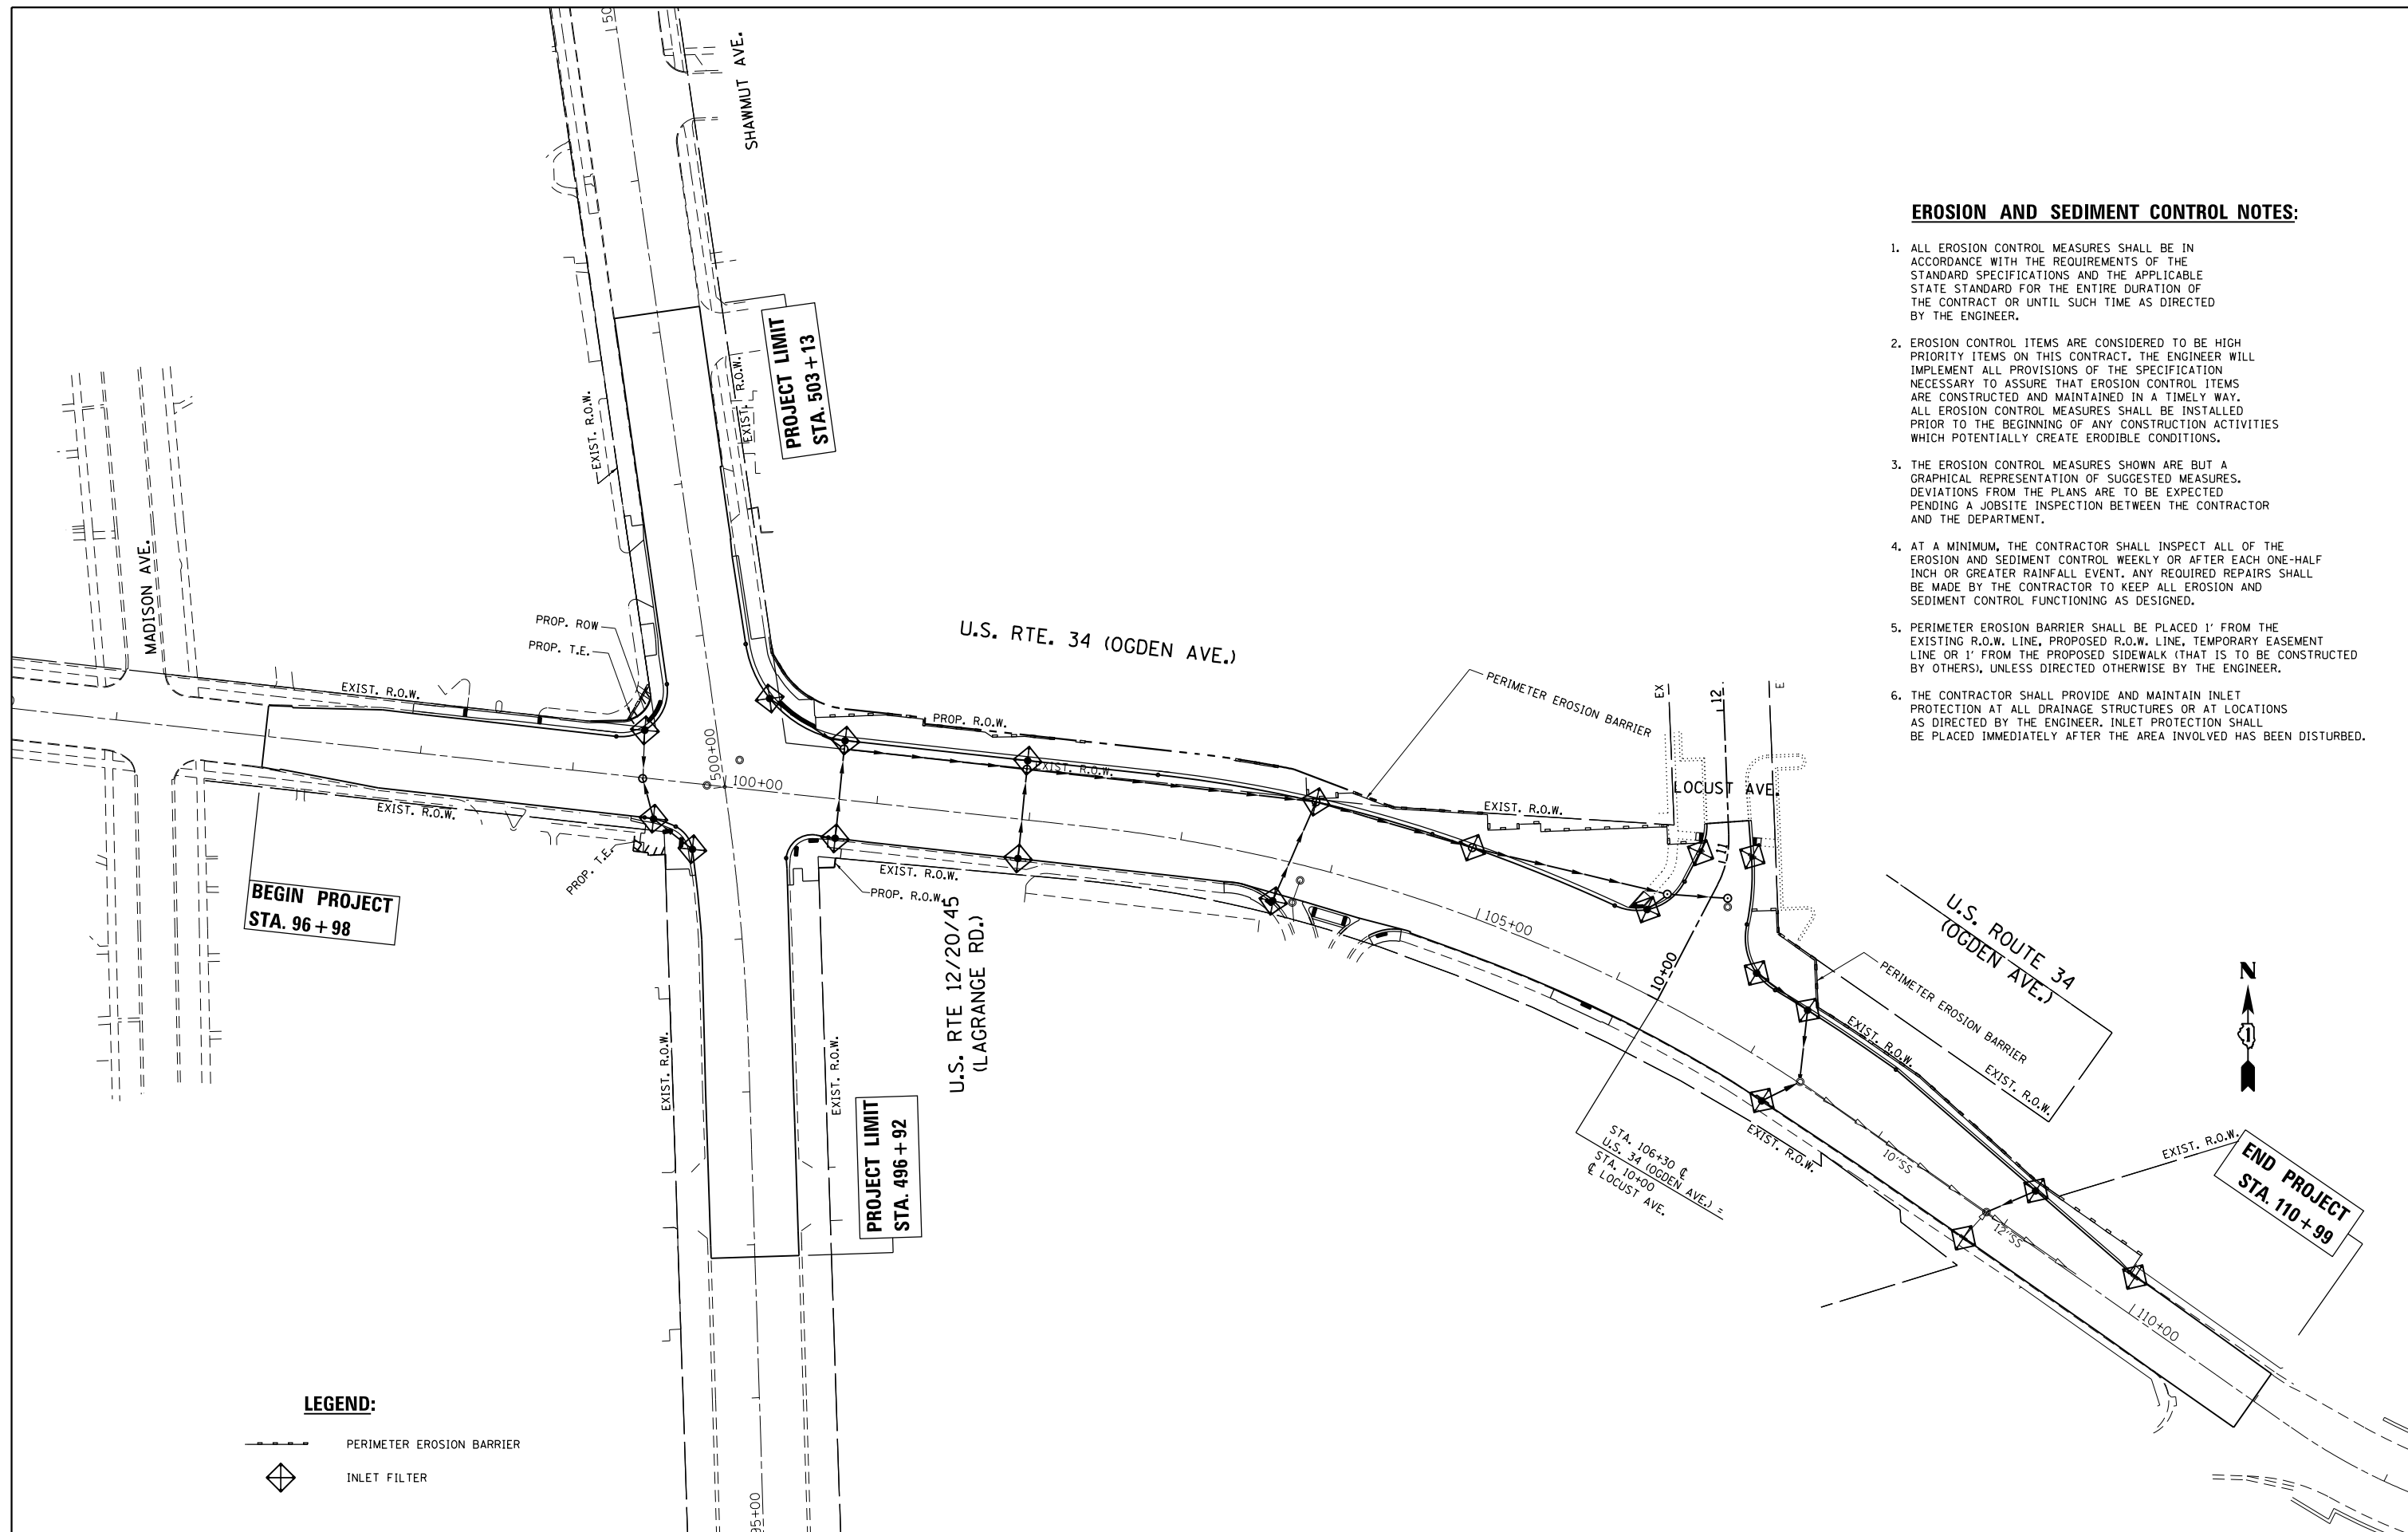 SHAWMUT AVE.
EROSION AND SEDIMENT CONTROL NOTES:
1. ALL EROSION CONTROL MEASURES SHALL BE IN
ACCORDANCE WITH THE REQUIREMENTS OF THE
STANDARD SPECIFICATIONS AND THE APPLICABLE
STATE STANDARD FOR THE ENTIRE DURATION OF
THE CONTRACT OR UNTIL SUCH TIME AS DIRECTED
BY THE ENGINEER.
2. EROSION CONTROL ITEMS ARE CONSIDERED TO BE HIGH
PRIORITY ITEMS ON THIS CONTRACT. THE ENGINEER WILL
IMPLEMENT ALL PROVISIONS OF THE SPECIFICATION
NECESSARY TO ASSURE THAT EROSION CONTROL ITEMS
ARE CONSTRUCTED AND MAINTAINED IN A TIMELY WAY.
ALL EROSION CONTROL MEASURES SHALL BE INSTALLED
PRIOR TO THE BEGINNING OF ANY CONSTRUCTION ACTIVITIES
WHICH POTENTIALLY CREATE ERODIBLE CONDITIONS.
3. THE EROSION CONTROL MEASURES SHOWN ARE BUT A
GRAPHICAL REPRESENTATION OF SUGGESTED MEASURES.
DEVIATIONS FROM THE PLANS ARE TO BE EXPECTED
PENDING A JOBSITE INSPECTION BETWEEN THE CONTRACTOR
AND THE DEPARTMENT.
4. AT A MINIMUM, THE CONTRACTOR SHALL INSPECT ALL OF THE
EROSION AND SEDIMENT CONTROL WEEKLY OR AFTER EACH ONE-HALF
INCH OR GREATER RAINFALL EVENT. ANY REQUIRED REPAIRS SHALL
BE MADE BY THE CONTRACTOR TO KEEP ALL EROSION AND
SEDIMENT CONTROL FUNCTIONING AS DESIGNED.
5. PERIMETER EROSION BARRIER SHALL BE PLACED 1' FROM THE
EXISTING R.O.W. LINE, PROPOSED R.O.W. LINE, TEMPORARY EASEMENT
LINE OR 1' FROM THE PROPOSED SIDEWALK (THAT IS TO BE CONSTRUCTED
BY OTHERS), UNLESS DIRECTED OTHERWISE BY THE ENGINEER.
6. THE CONTRACTOR SHALL PROVIDE AND MAINTAIN INLET
PROTECTION AT ALL DRAINAGE STRUCTURES OR AT LOCATIONS
AS DIRECTED BY THE ENGINEER. INLET PROTECTION SHALL
BE PLACED IMMEDIATELY AFTER THE AREA INVOLVED HAS BEEN DISTURBED.
PROJECT LIMIT
STA. 503+13
EXIST. R.O.W.
EXIST. R.O.W.
MADISON AVE.
PROP. ROW
PROP. T.E.
EXIST. R.O.W.
U.S. RTE. 34 (OGDEN AVE.)
PERIMETER EROSION BARRIER
EX
12
E
PROP. R.O.W.
500+00
100+00
EXIST. R.O.W.
LOCUST AVE.
EXIST. R.O.W.
EXIST. R.O.W.
11
PROP. T.E.
EXIST. R.O.W.
PROP. R.O.W.
BEGIN PROJECT
STA. 96+98
105+00
10+00
U.S. ROUTE 34
(OGDEN AVE.)
U.S. RTE 12/20/45
(LAGRANGE RD.)
PERIMETER EROSION BARRIER
N
1
EXIST. R.O.W.
EXIST. R.O.W.
EXIST. R.O.W.
EXIST. R.O.W.
PROJECT LIMIT
STA. 496+92
STA. 106+30 ℄
U.S. 34 (OGDEN AVE.) =
STA. 10+00
℄ LOCUST AVE.
EXIST. R.O.W.
10"SS
EXIST. R.O.W.
END PROJECT
STA. 110+99
12"SS
110+00
LEGEND:
PERIMETER EROSION BARRIER
INLET FILTER
95+00